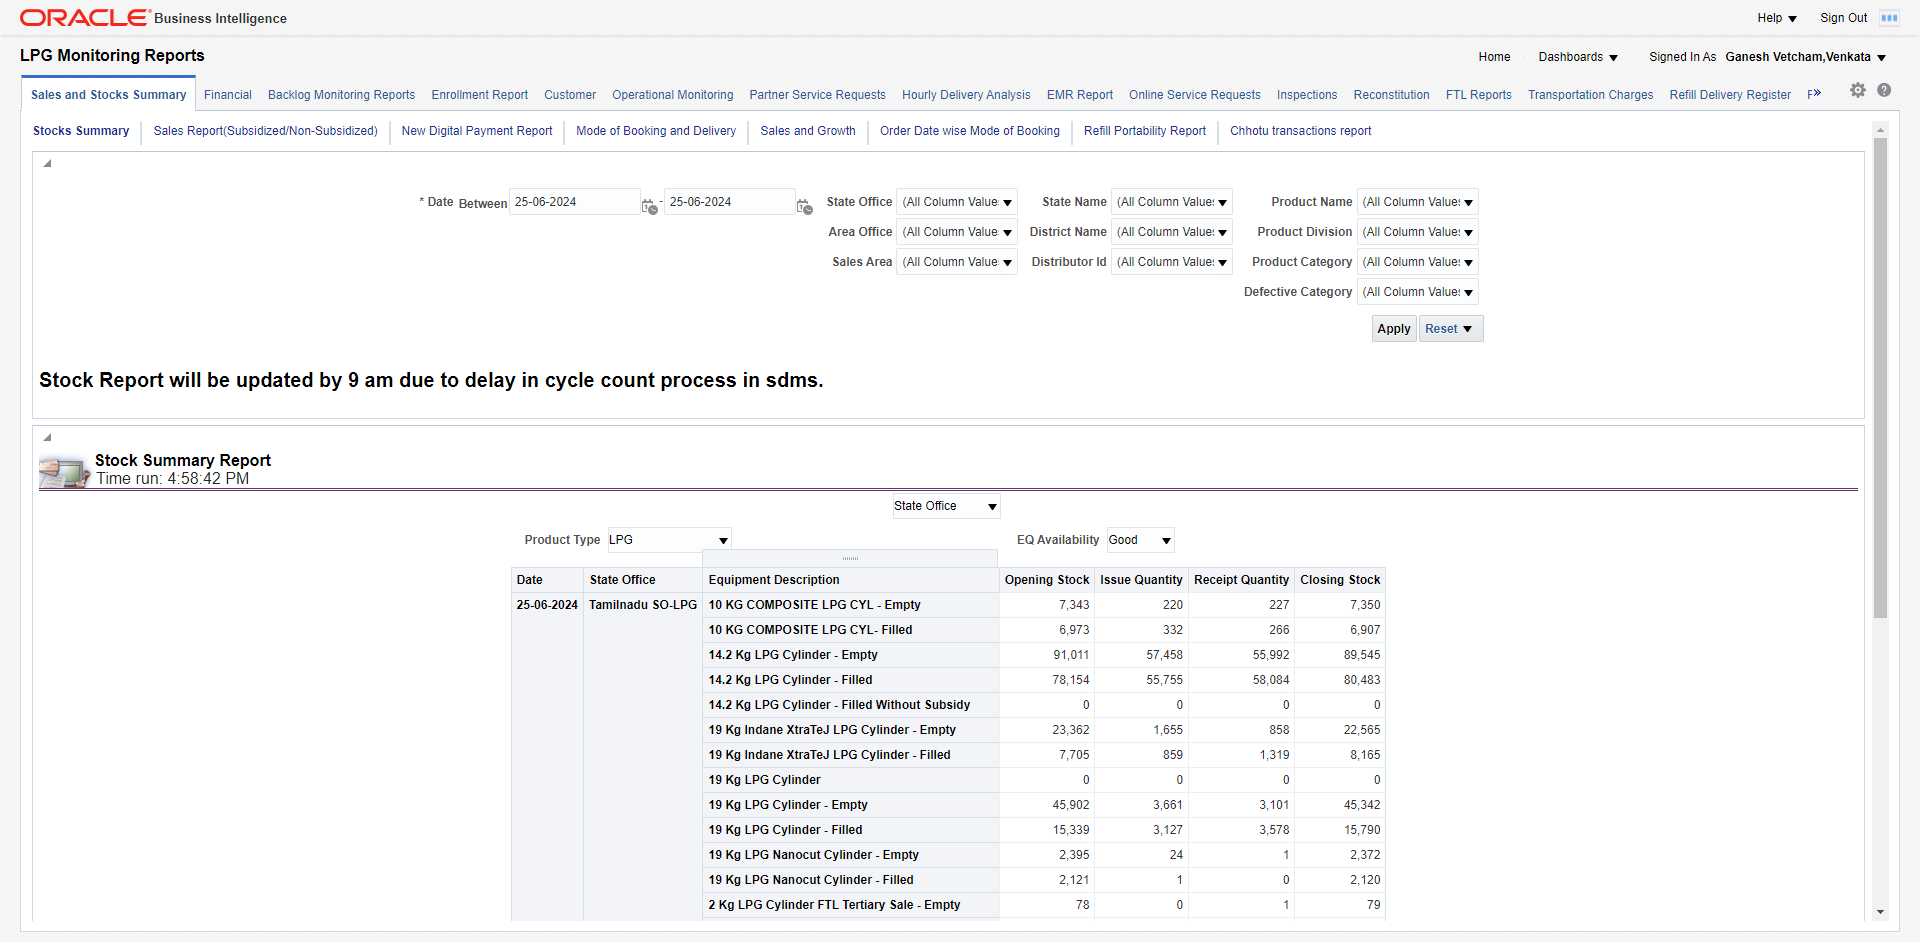 ORACLE Business Intelligence
Help Sign Out
LPG Monitoring Reports
Home Dashboards Signed In As Ganesh Vetcham,Venkata
Sales and Stocks Summary Financial Backlog Monitoring Reports Enrollment Report Customer Operational Monitoring Partner Service Requests Hourly Delivery Analysis EMR Report Online Service Requests Inspections Reconstitution FTL Reports Transportation Charges Refill Delivery Register
Stocks Summary Sales Report(Subsidized/Non-Subsidized) New Digital Payment Report Mode of Booking and Delivery Sales and Growth Order Date wise Mode of Booking Refill Portability Report Chhotu transactions report
* Date Between 25-06-2024 - 25-06-2024 State Office (All Column Value State Name (All Column Value Product Name (All Column Value
Area Office (All Column Value District Name (All Column Value Product Division (All Column Value
Sales Area (All Column Value Distributor Id (All Column Value Product Category (All Column Value
Defective Category (All Column Value
Apply Reset
Stock Report will be updated by 9 am due to delay in cycle count process in sdms.
Stock Summary Report
Time run: 4:58:42 PM
State Office
Product Type LPG EQ Availability Good
Date State Office Equipment Description Opening Stock Issue Quantity Receipt Quantity Closing Stock
25-06-2024 Tamilnadu SO-LPG 10 KG COMPOSITE LPG CYL - Empty 7,343 220 227 7,350
10 KG COMPOSITE LPG CYL- Filled 6,973 332 266 6,907
14.2 Kg LPG Cylinder - Empty 91,011 57,458 55,992 89,545
14.2 Kg LPG Cylinder - Filled 78,154 55,755 58,084 80,483
14.2 Kg LPG Cylinder - Filled Without Subsidy 0 0 0 0
19 Kg Indane XtraTeJ LPG Cylinder - Empty 23,362 1,655 858 22,565
19 Kg Indane XtraTeJ LPG Cylinder - Filled 7,705 859 1,319 8,165
19 Kg LPG Cylinder 0 0 0 0
19 Kg LPG Cylinder - Empty 45,902 3,661 3,101 45,342
19 Kg LPG Cylinder - Filled 15,339 3,127 3,578 15,790
19 Kg LPG Nanocut Cylinder - Empty 2,395 24 1 2,372
19 Kg LPG Nanocut Cylinder - Filled 2,121 1 0 2,120
2 Kg LPG Cylinder FTL Tertiary Sale - Empty 78 0 1 79